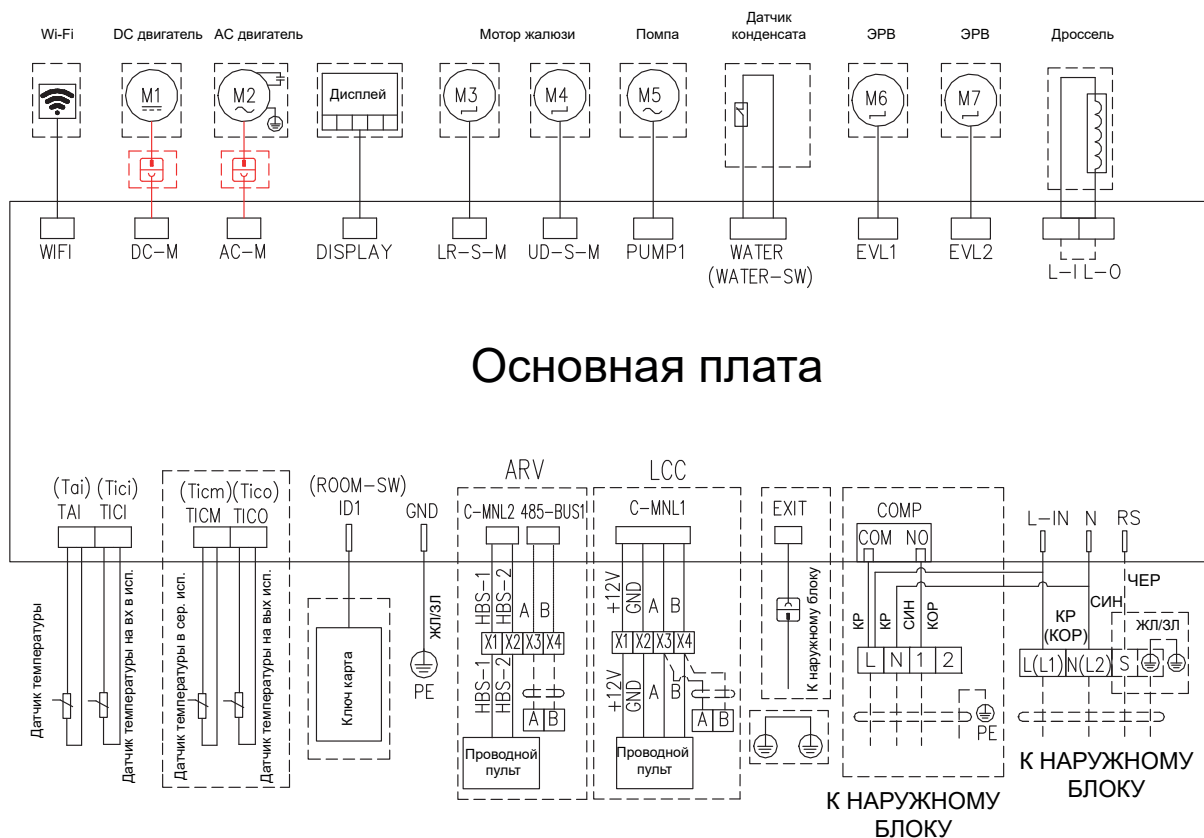 Wi-Fi
DC двигатель
AC двигатель
Мотор жалюзи
Помпа
Датчик
конденсата
ЭРВ
ЭРВ
Дроссель
M1
M2
Дисплей
M3
M4
M5
M6
M7
WIFI
DC-M
AC-M
DISPLAY
LR-S-M
UD-S-M
PUMP1
WATER
(WATER-SW)
EVL1
EVL2
L-I
L-O
Основная плата
(Tai)
TAI
(Tici)
TICI
(Ticm)
TICM
(Tico)
TICO
(ROOM-SW)
ID1
GND
ARV
C-MNL2
485-BUS1
LCC
C-MNL1
EXIT
COMP
COM
NO
L-IN
N
RS
Датчик температуры
Датчик температуры на вх в исп.
Датчик температуры в сер. исп.
Датчик температуры на вых исп.
Ключ карта
ЖЛ/ЗЛ
PE
HBS-1
HBS-2
A
B
X1
X2
X3
X4
HBS-1
HBS-2
A
B
Проводной
пульт
+12V
GND
A
B
X1
X2
X3
X4
+12V
GND
A
B
A
B
Проводной
пульт
К наружному блоку
КР
КР
СИН
КОР
L
N
1
2
PE
К НАРУЖНОМУ
БЛОКУ
КР
(КОР)
СИН
ЧЕР
ЖЛ/ЗЛ
L(L1)
N(L2)
S
К НАРУЖНОМУ
БЛОКУ